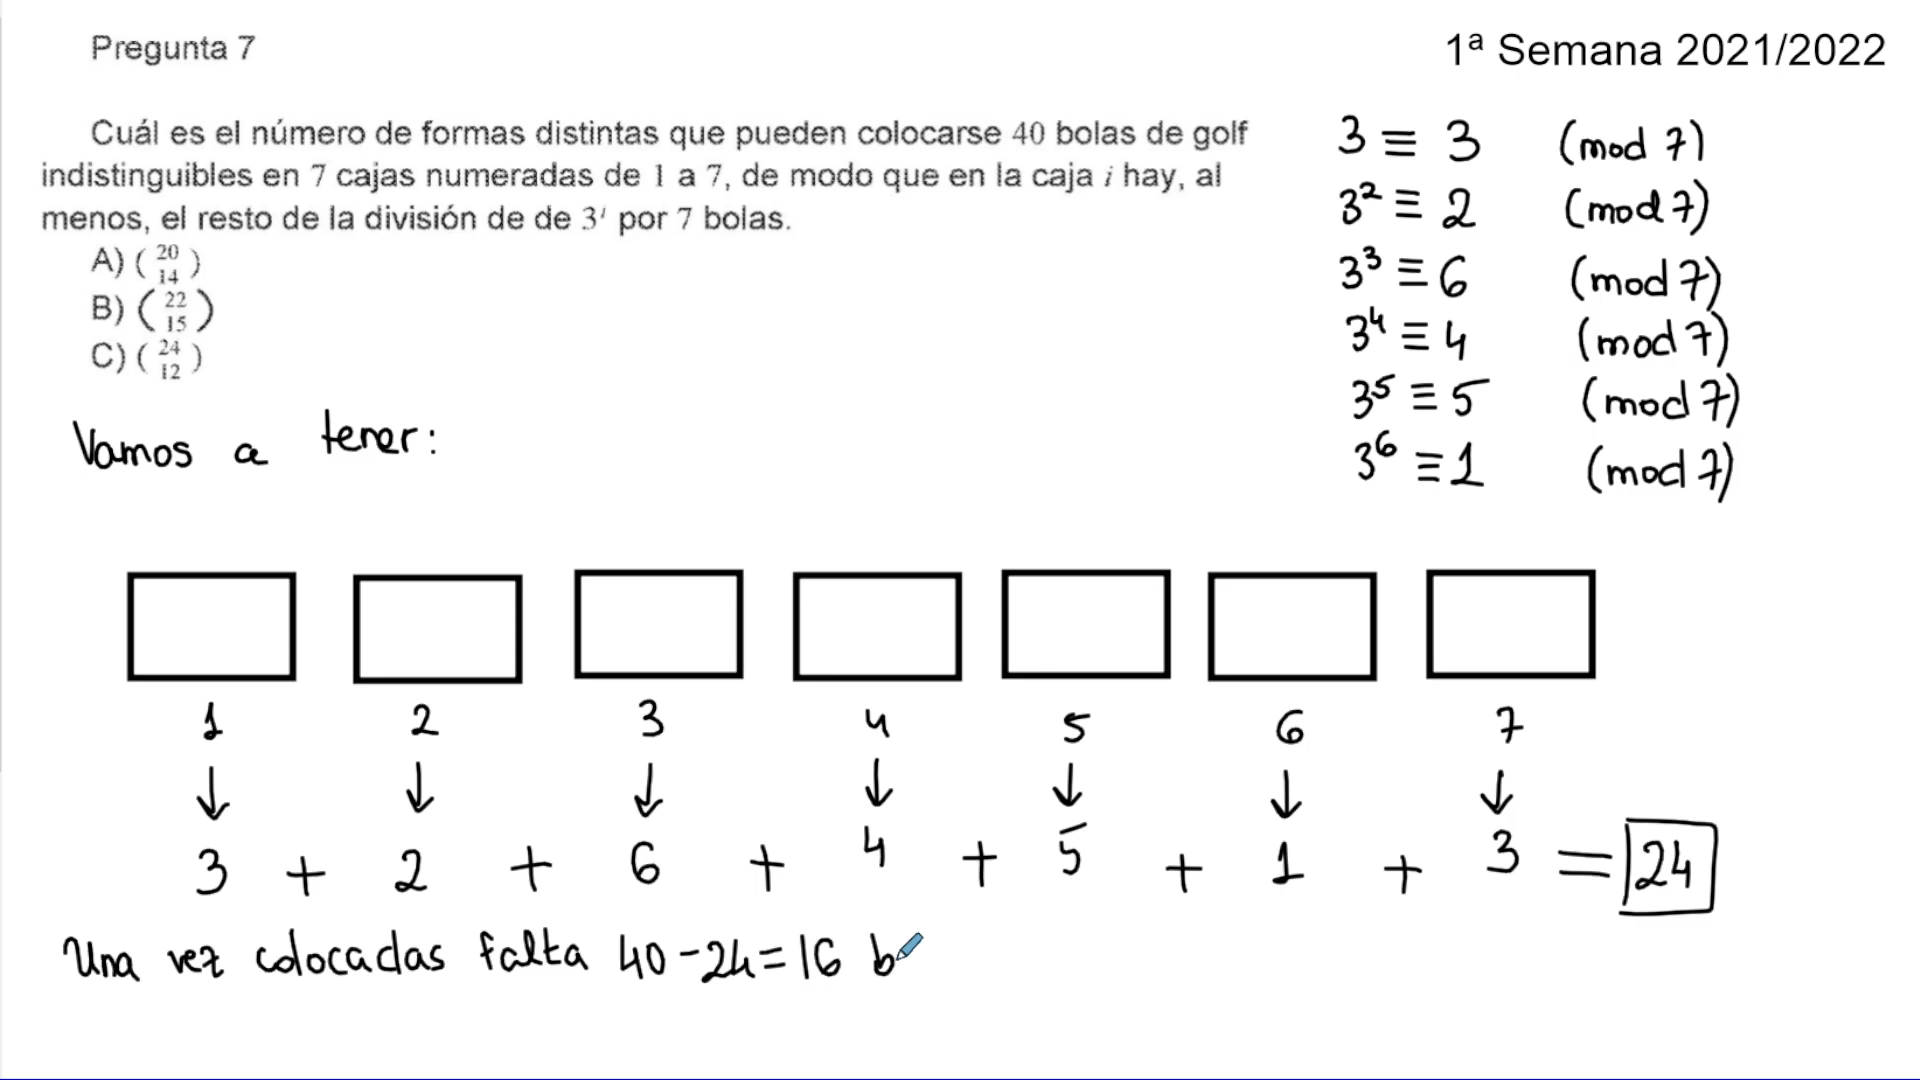 Pregunta 7
1ª Semana 2021/2022
Cuál es el número de formas distintas que pueden colocarse 40 bolas de golf
indistinguibles en 7 cajas numeradas de 1 a 7, de modo que en la caja i hay, al
menos, el resto de la división de de 3ⁱ por 7 bolas.
A) (20 14)
B) (22 15)
C) (24 12)
3 ≡ 3 (mod 7)
3² ≡ 2 (mod 7)
3³ ≡ 6 (mod 7)
3⁴ ≡ 4 (mod 7)
3⁵ ≡ 5 (mod 7)
3⁶ ≡ 1 (mod 7)
Vamos a tener:
1 2 3 4 5 6 7
↓ ↓ ↓ ↓ ↓ ↓ ↓
3 + 2 + 6 + 4 + 5 + 1 + 3 = 24
Una vez colocadas falta 40-24=16 b